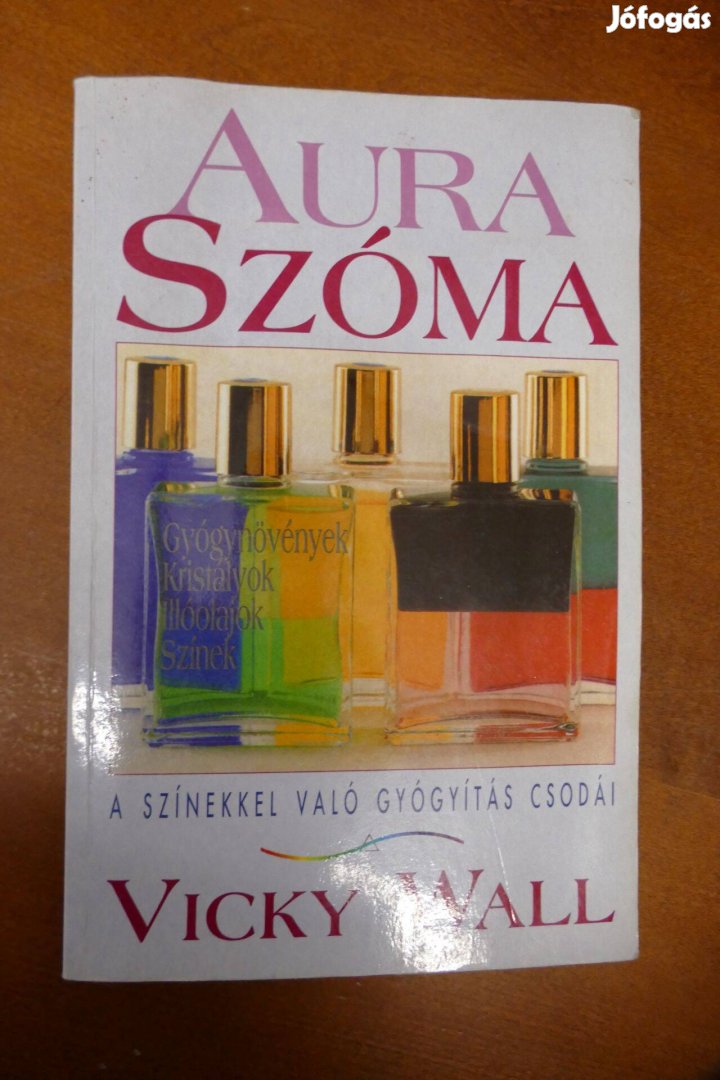 Jófogás
AURA
SZÓMA
Gyógynövények
Kristályok
Illóolajok
Színek
A SZÍNEKKEL VALÓ GYÓGYÍTÁS CSODÁI
VICKY WALL